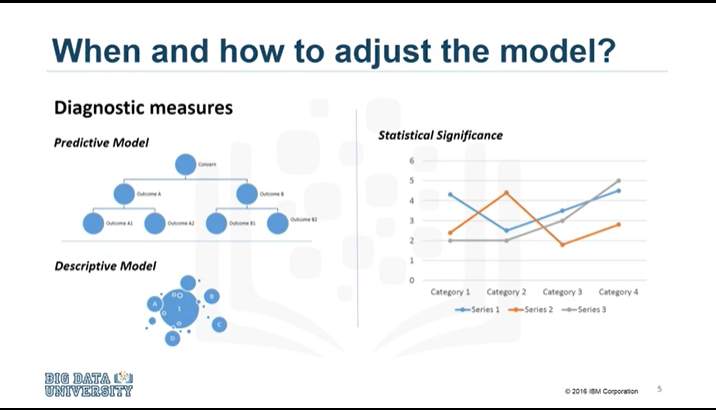 When and how to adjust the model?
Diagnostic measures
Predictive Model
Concern
Outcome A
Outcome B
Outcome A1
Outcome A2
Outcome B1
Outcome B2
Descriptive Model
A
B
1
C
D
Statistical Significance
6
5
4
3
2
1
0
Category 1 Category 2 Category 3 Category 4
Series 1 Series 2 Series 3
BIG DATA
UNIVERSITY
© 2016 IBM Corporation
5